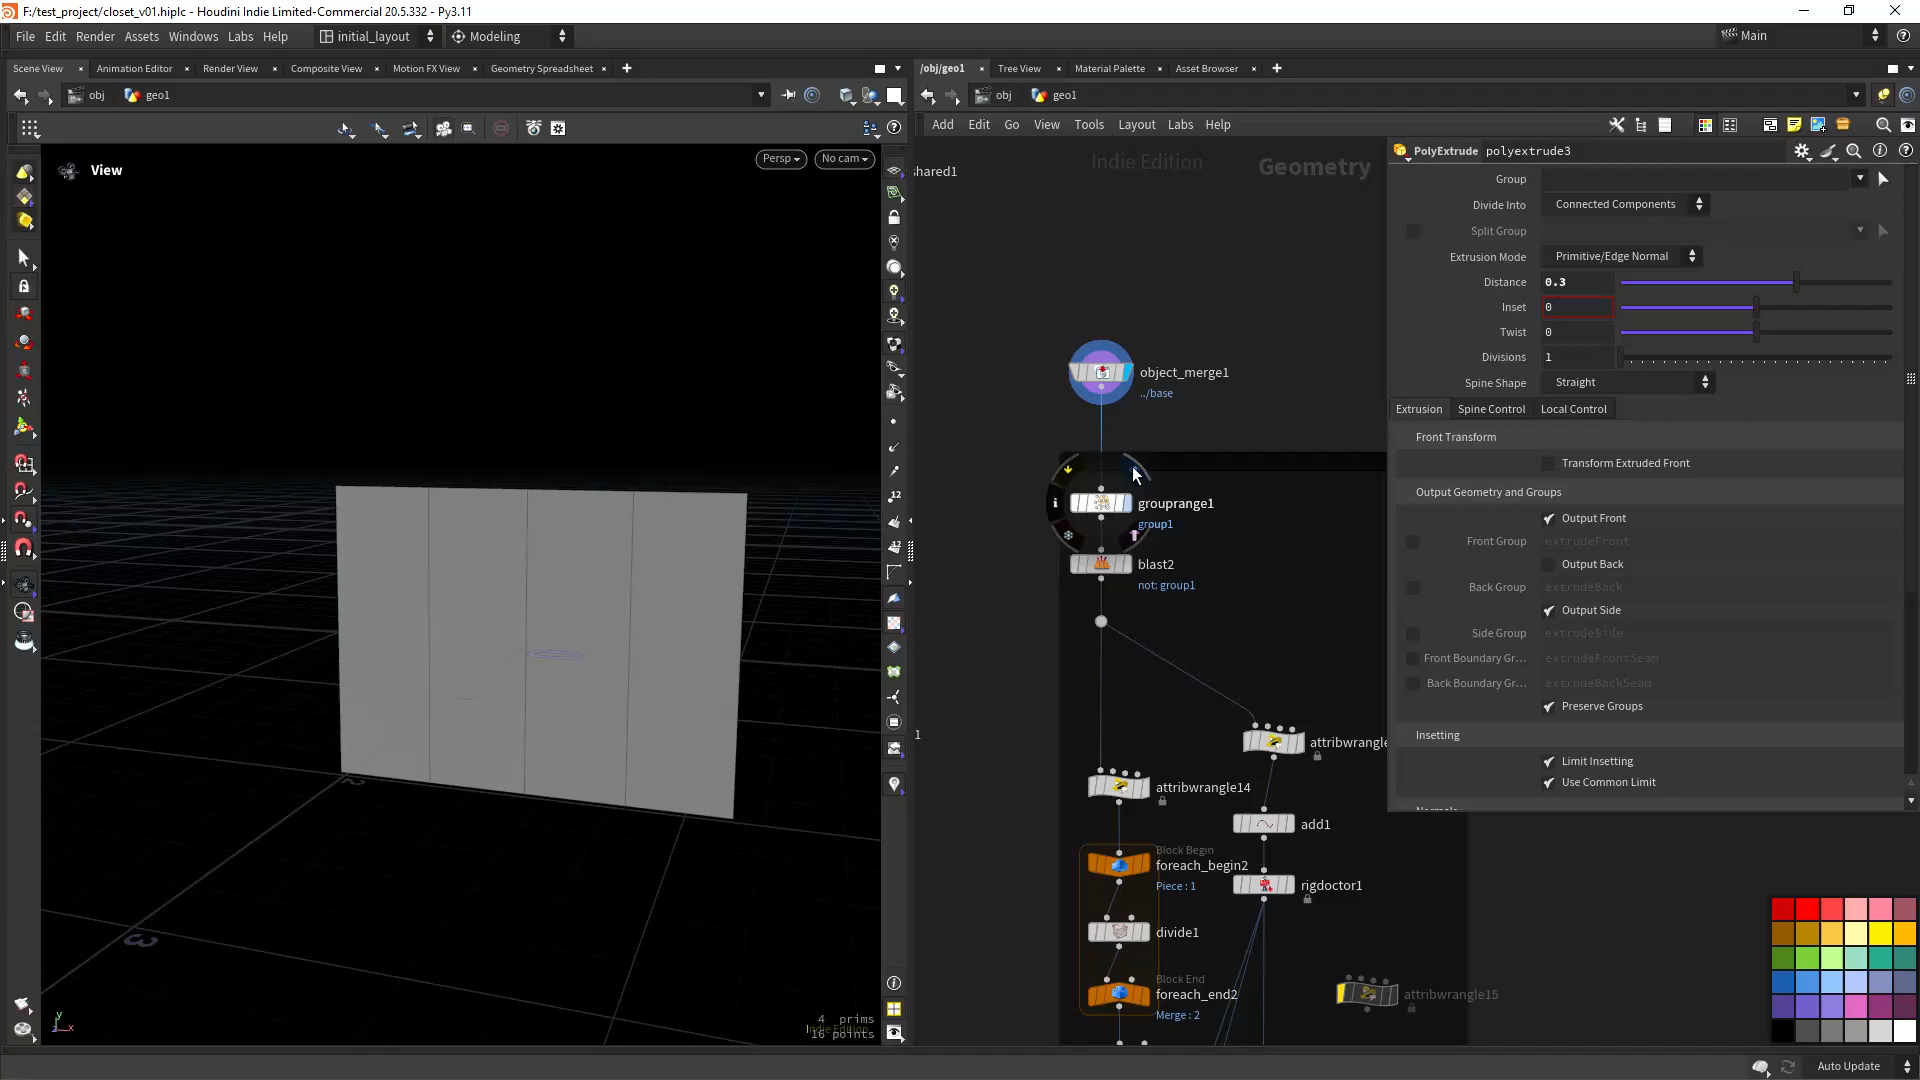 F:/test_project/closet_v01.hiplc - Houdini Indie Limited-Commercial 20.5.332 - Py3.11
File Edit Render Assets Windows Labs Help initial_layout Modeling Main
Scene View Animation Editor Render View Composite View Motion FX View Geometry Spreadsheet
/obj/geo1 Tree View Material Palette Asset Browser
obj geo1
obj geo1
Add Edit Go View Tools Layout Labs Help
View
Persp No cam
Indie Edition
Geometry
shared1
object_merge1
../base
grouprange1
group1
blast2
not: group1
attribwrangle
attribwrangle14
add1
Block Begin
foreach_begin2
Piece : 1
rigdoctor1
divide1
Block End
foreach_end2
Merge : 2
attribwrangle15
1
PolyExtrude polyextrude3
Group
Divide Into Connected Components
Split Group
Extrusion Mode Primitive/Edge Normal
Distance 0.3
Inset 0
Twist 0
Divisions 1
Spine Shape Straight
Extrusion Spine Control Local Control
Front Transform
Transform Extruded Front
Output Geometry and Groups
Output Front
Front Group extrudeFront
Output Back
Back Group extrudeBack
Output Side
Side Group extrudeSide
Front Boundary Gr... extrudeFrontSeam
Back Boundary Gr... extrudeBackSeam
Preserve Groups
Insetting
Limit Insetting
Use Common Limit
Normals
12
12
2
3
y
z x
4 prims
Indie Edition
16 points
Auto Update